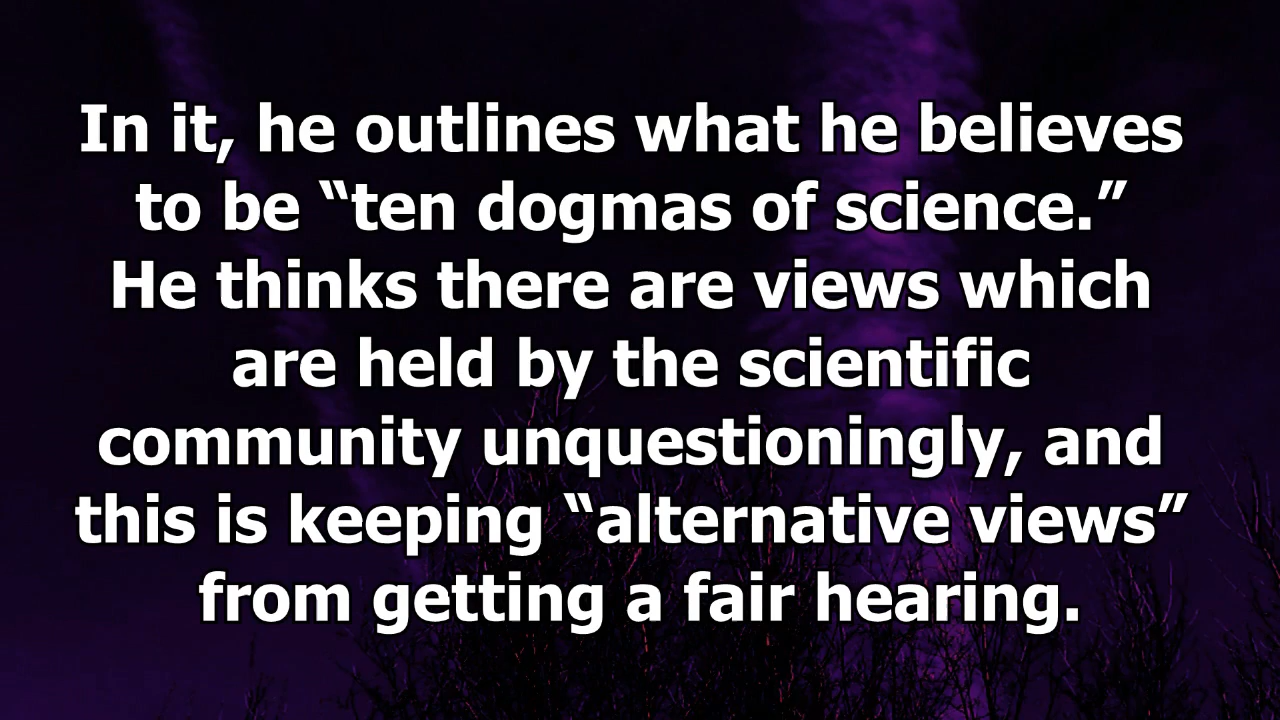 In it, he outlines what he believes
to be “ten dogmas of science.”
He thinks there are views which
are held by the scientific
community unquestioningly, and
this is keeping “alternative views”
from getting a fair hearing.